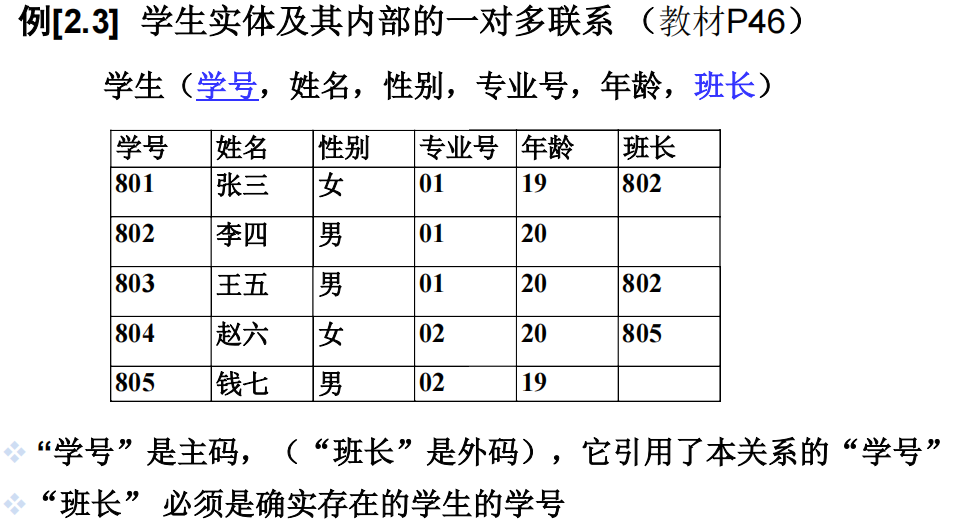 例[2.3] 学生实体及其内部的一对多联系 （教材P46）
学生（学号，姓名，性别，专业号，年龄，班长）
学号 姓名 性别 专业号 年龄 班长
801 张三 女 01 19 802
802 李四 男 01 20
803 王五 男 01 20 802
804 赵六 女 02 20 805
805 钱七 男 02 19
“学号”是主码，（“班长”是外码），它引用了本关系的“学号”
“班长” 必须是确实存在的学生的学号